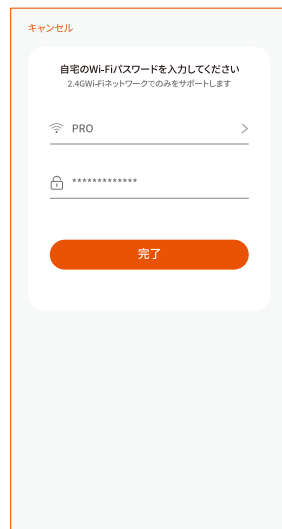 キャンセル
自宅のWi-Fiパスワードを入力してください
2.4GWi-Fiネットワークでのみをサポートします
PRO
*************
完了